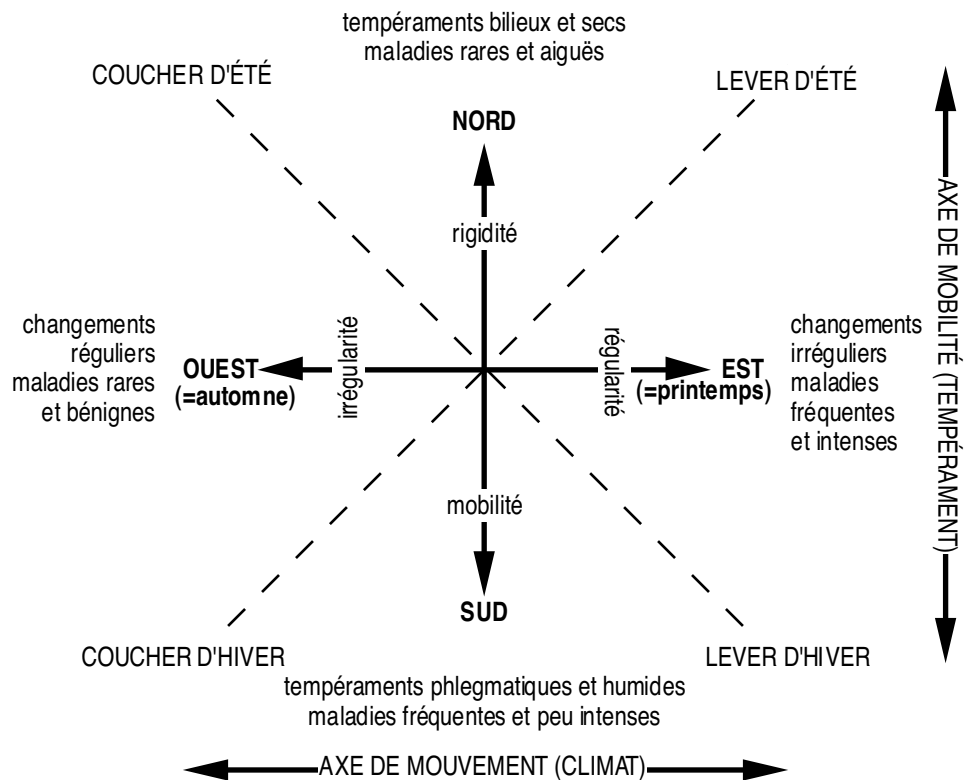 tempéraments bilieux et secs
maladies rares et aiguës
COUCHER D'ÉTÉ
LEVER D'ÉTÉ
NORD
rigidité
changements
réguliers
maladies rares
et bénignes
OUEST
(=automne)
irrégularité
régularité
EST
(=printemps)
changements
irréguliers
maladies
fréquentes
et intenses
AXE DE MOBILITÉ (TEMPÉRAMENT)
mobilité
SUD
COUCHER D'HIVER
LEVER D'HIVER
tempéraments phlegmatiques et humides
maladies fréquentes et peu intenses
AXE DE MOUVEMENT (CLIMAT)